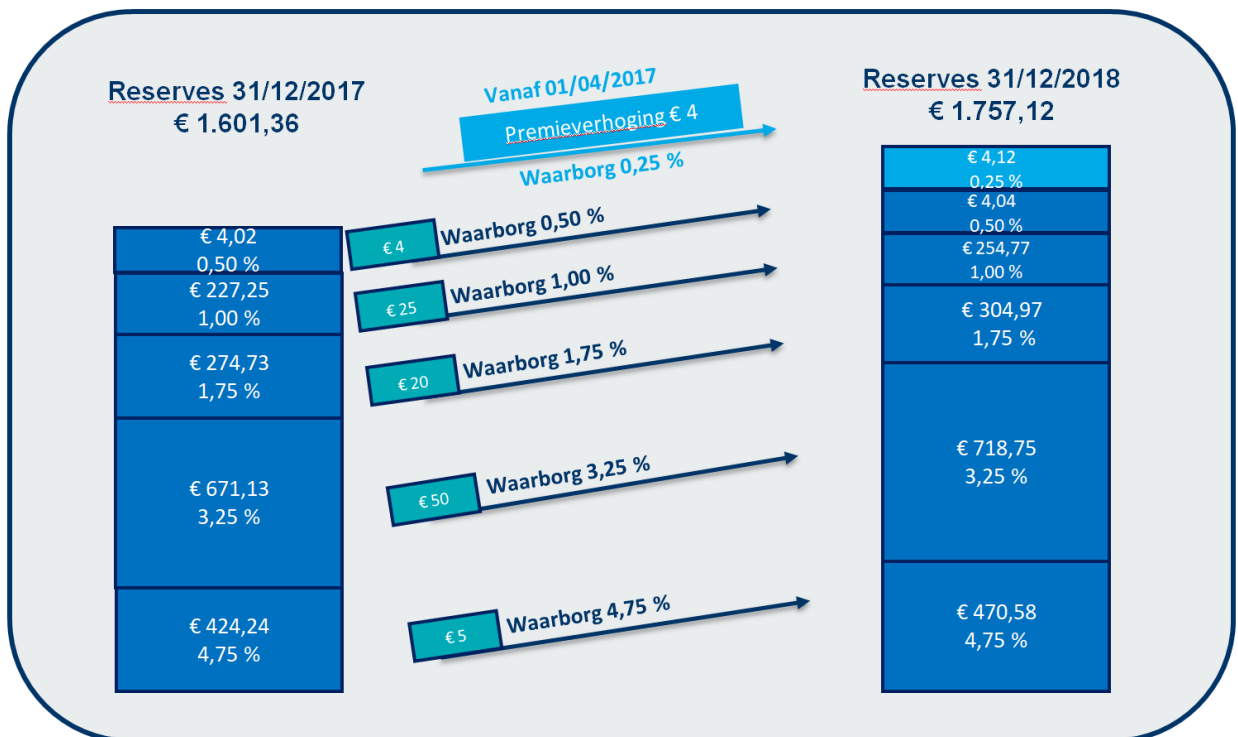 Reserves 31/12/2017
€ 1.601,36
Vanaf 01/04/2017
Premieverhoging € 4
Waarborg 0,25 %
Reserves 31/12/2018
€ 1.757,12
€ 4,02
0,50 %
€ 227,25
1,00 %
€ 274,73
1,75 %
€ 671,13
3,25 %
€ 424,24
4,75 %
€ 4
Waarborg 0,50 %
€ 25
Waarborg 1,00 %
€ 20
Waarborg 1,75 %
€ 50
Waarborg 3,25 %
€ 5
Waarborg 4,75 %
€ 4,12
0,25 %
€ 4,04
0,50 %
€ 254,77
1,00 %
€ 304,97
1,75 %
€ 718,75
3,25 %
€ 470,58
4,75 %